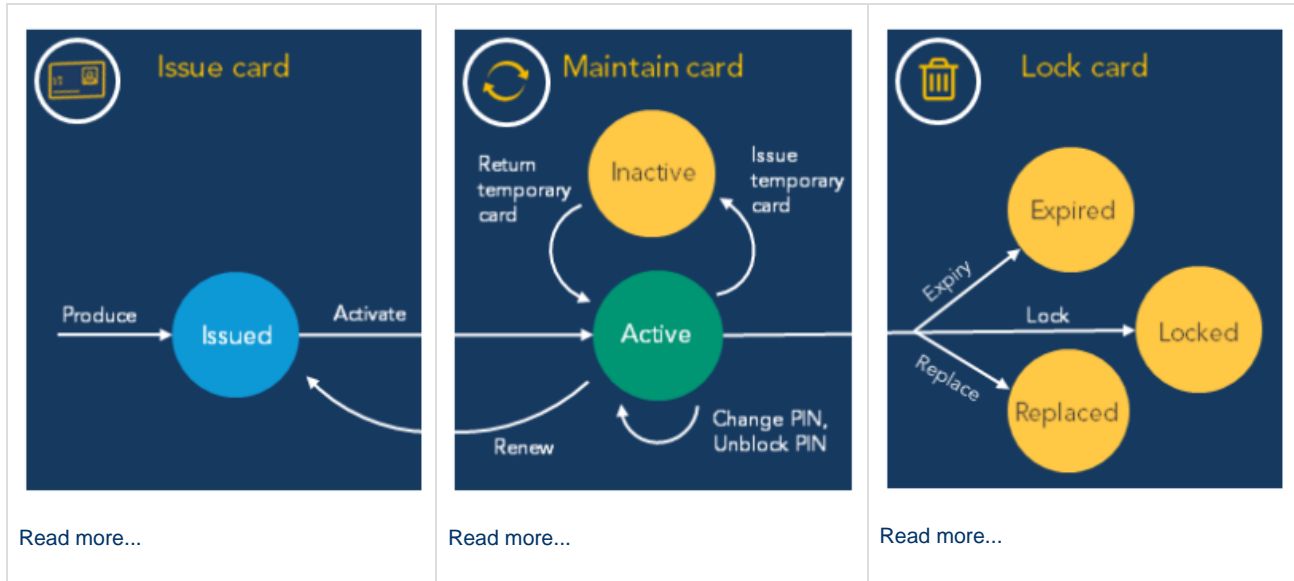 Issue card
Produce
Issued
Activate
Read more...
Maintain card
Return
temporary
card
Inactive
Issue
temporary
card
Active
Renew
Change PIN,
Unblock PIN
Read more...
Lock card
Expired
Expiry
Lock
Locked
Replace
Replaced
Read more...